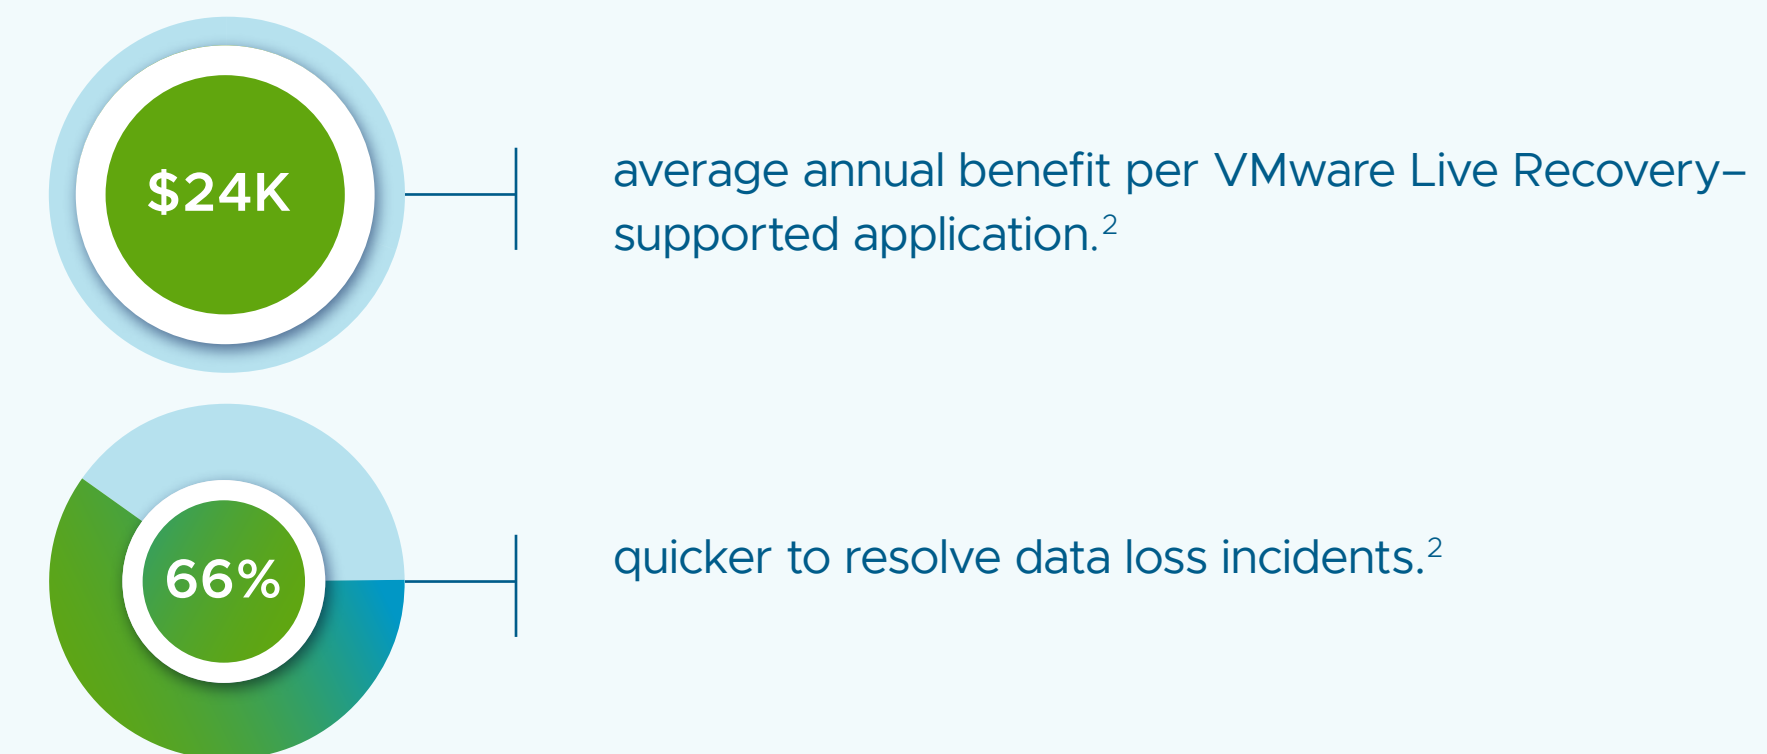 $24K
average annual benefit per VMware Live Recovery–
supported application.2
66%
quicker to resolve data loss incidents.2